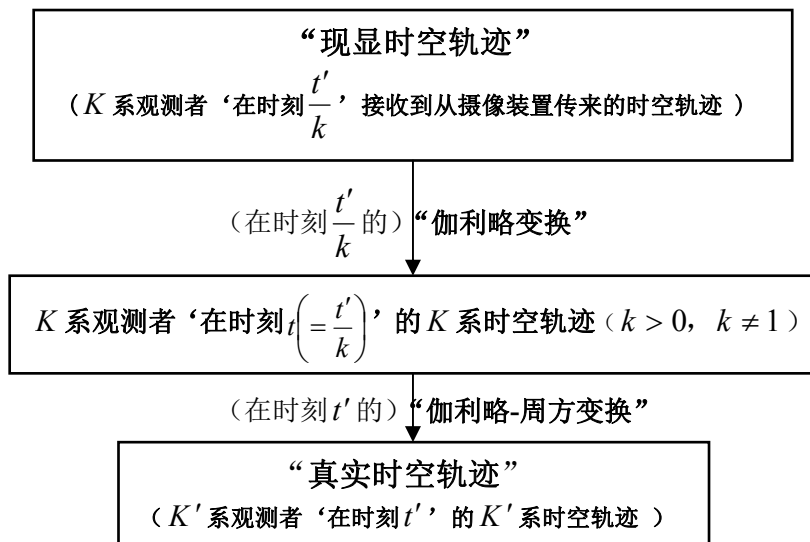 “现显时空轨迹”
（K 系观测者‘在时刻 t′/k ’接收到从摄像装置传来的时空轨迹 ）
（在时刻 t′/k 的）“伽利略变换”
K 系观测者‘在时刻 t(= t′/k)’的 K 系时空轨迹（k > 0， k ≠ 1）
（在时刻 t′ 的）“伽利略-周方变换”
“真实时空轨迹”
（ K′ 系观测者‘在时刻 t′ ’的 K′ 系时空轨迹 ）